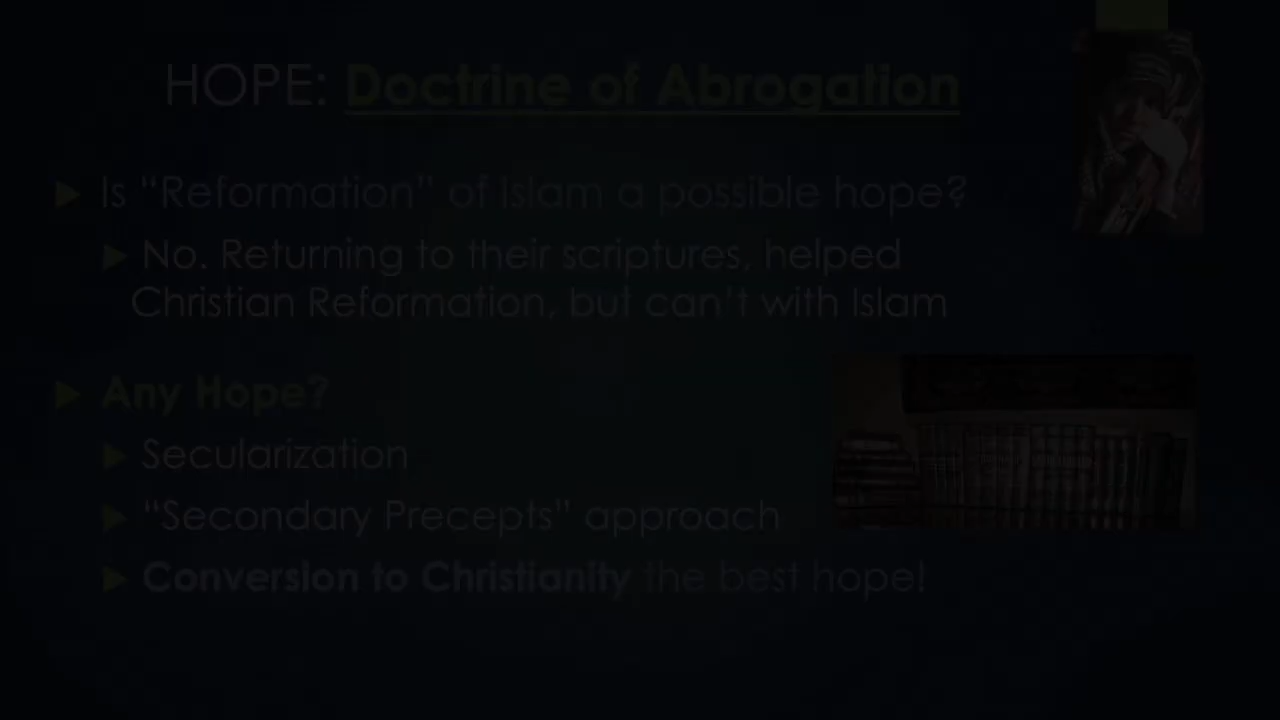 HOPE: Doctrine of Abrogation
Is “Reformation” of Islam a possible hope?
No. Returning to their scriptures, helped
Christian Reformation, but can’t with Islam
Any Hope?
Secularization
“Secondary Precepts” approach
Conversion to Christianity the best hope!